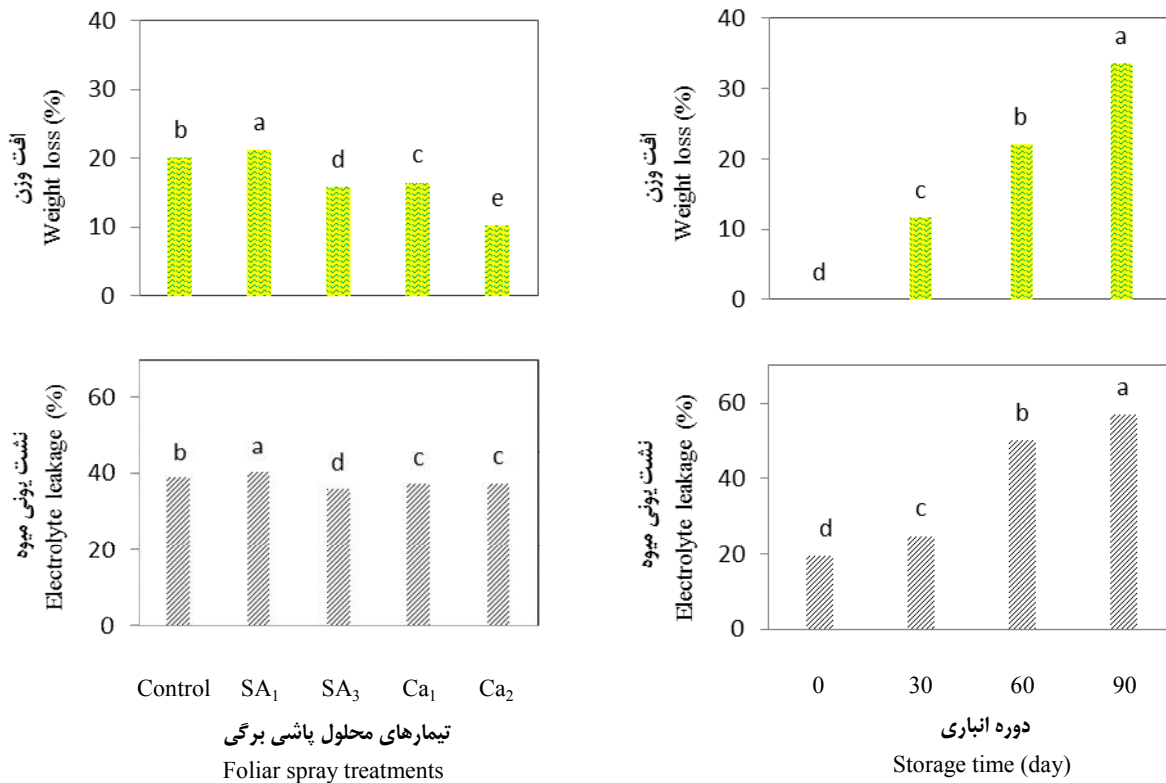 40
30
20
10
0
افت وزن
Weight loss (%)
b
a
d
c
e
40
30
20
10
0
افت وزن
Weight loss (%)
d
c
b
a
60
40
20
0
نشت یونی میوه
Electrolyte leakage (%)
b
a
d
c
c
60
40
20
0
نشت یونی میوه
Electrolyte leakage (%)
d
c
b
a
Control SA₁ SA₃ Ca₁ Ca₂
تیمارهای محلول پاشی برگی
Foliar spray treatments
0 30 60 90
دوره انباری
Storage time (day)